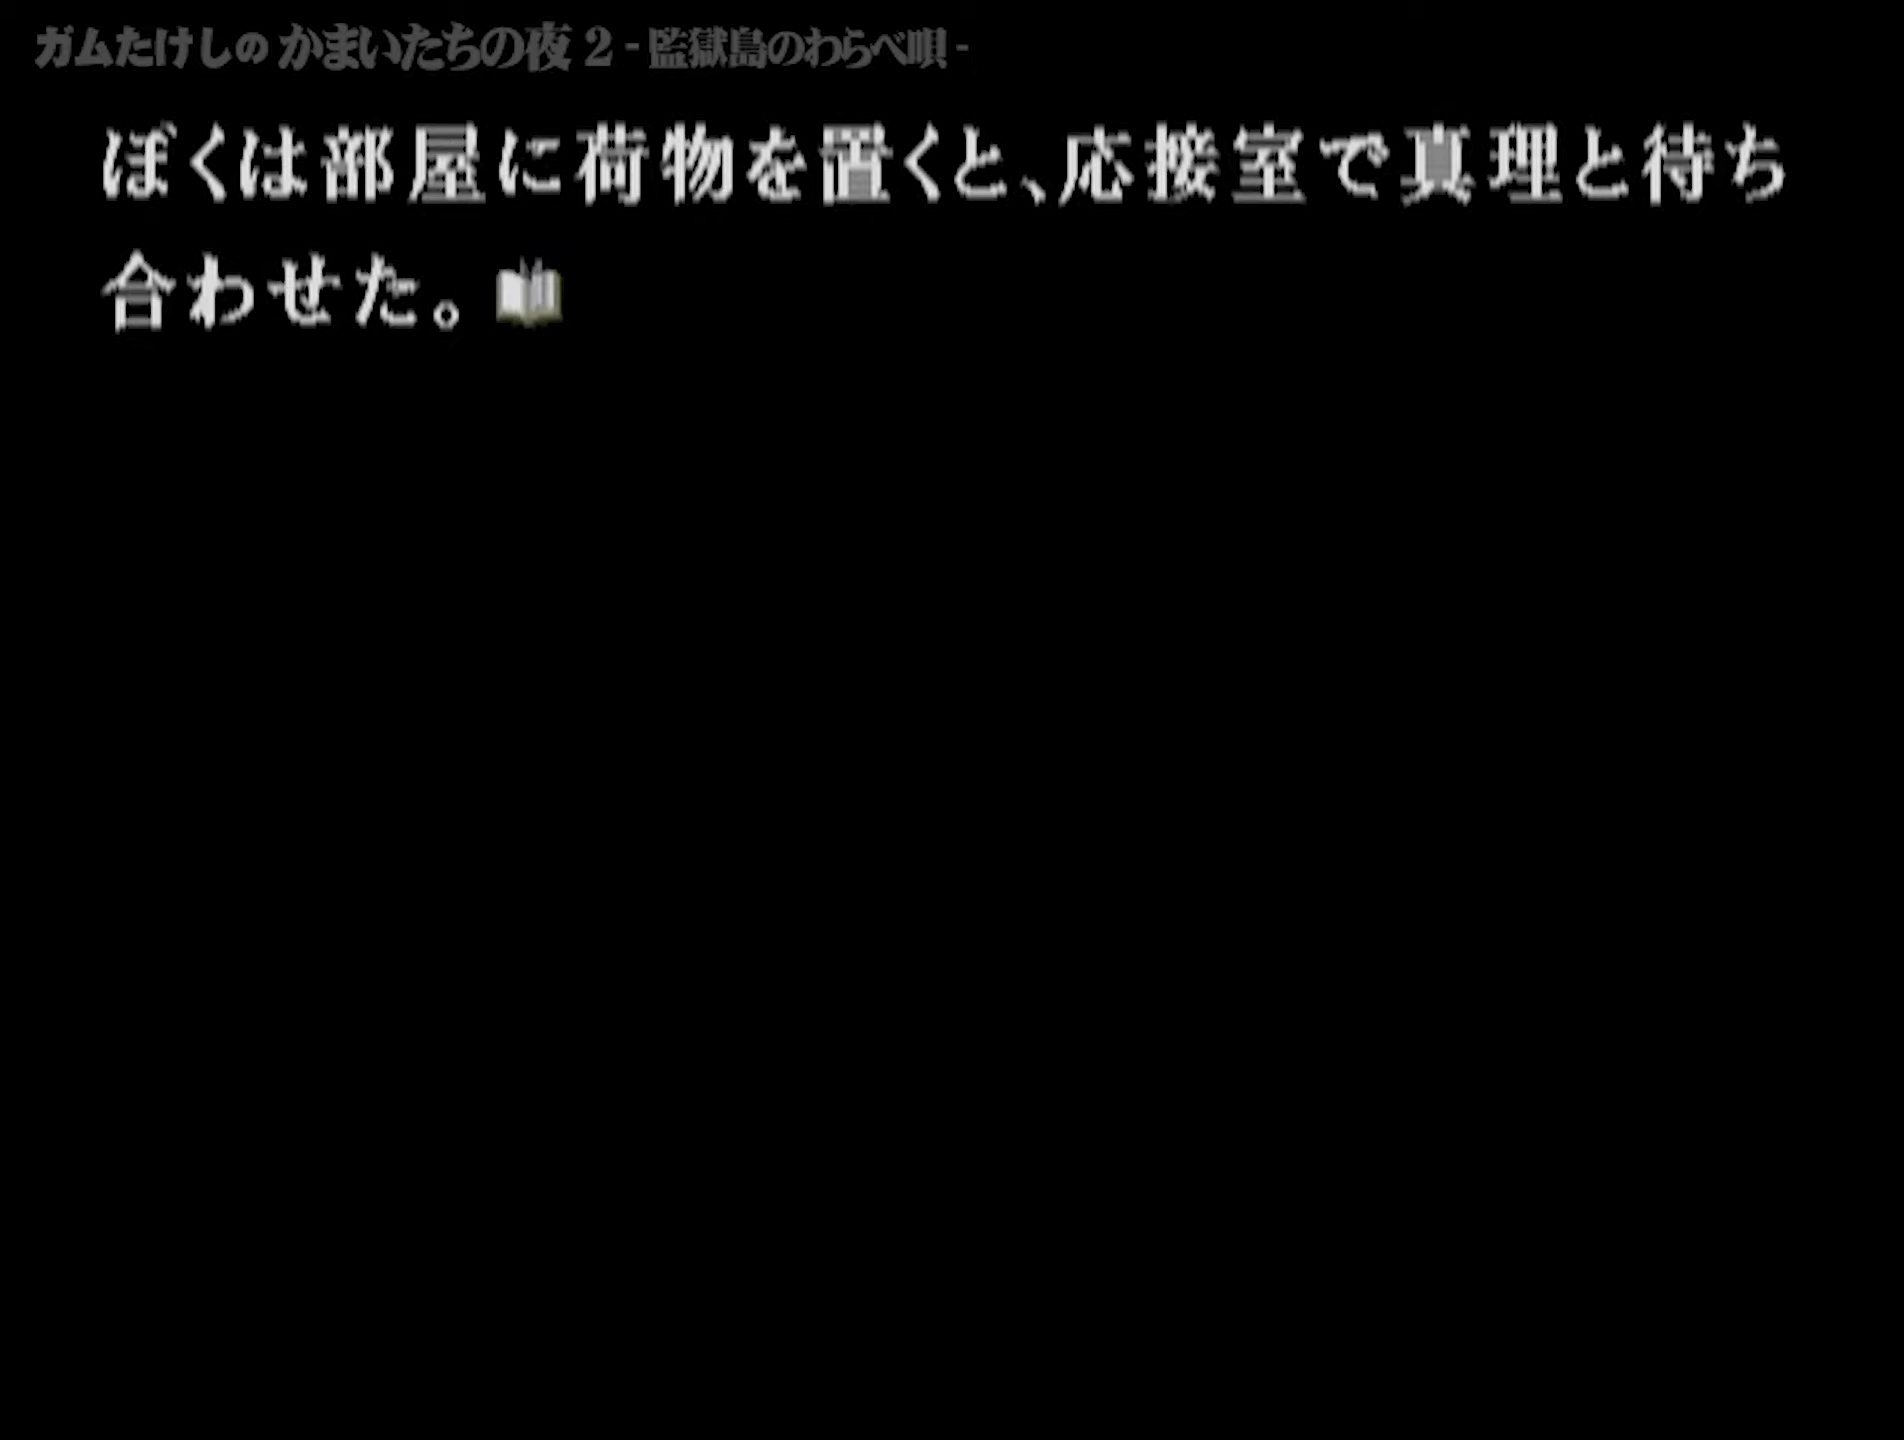 ガムたけしの かまいたちの夜 2 - 監獄島のわらべ唄 -
ぼくは部屋に荷物を置くと、応接室で真理と待ち
合わせた。